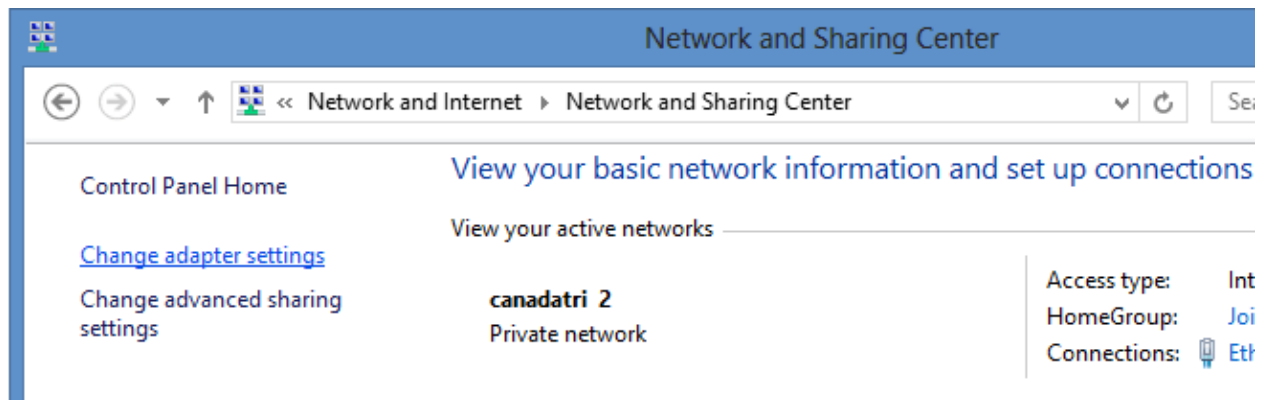 Network and Sharing Center
« Network and Internet ▸ Network and Sharing Center
Control Panel Home
View your basic network information and set up connections
View your active networks
Change adapter settings
Change advanced sharing
settings
canadatri 2
Private network
Access type:
HomeGroup:
Connections: